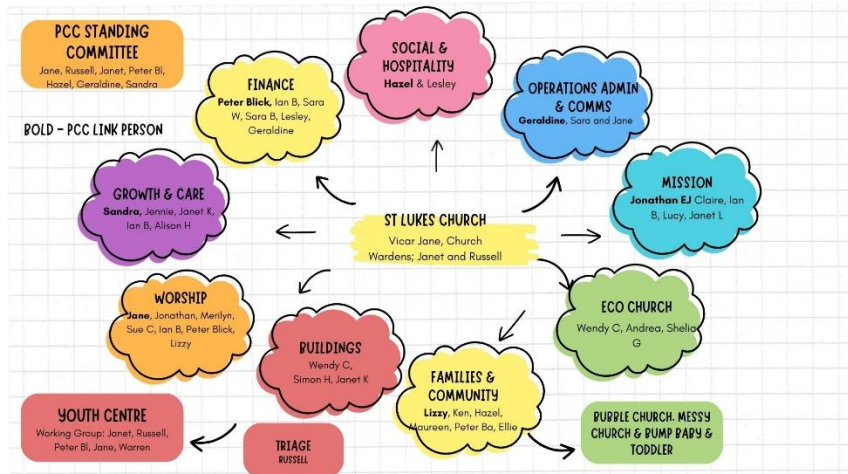 PCC STANDING
COMMITTEE
Jane, Russell, Janet, Peter Bl,
Hazel, Geraldine, Sandra
SOCIAL &
HOSPITALITY
Hazel & Lesley
FINANCE
Peter Blick, Ian B, Sara
W, Sara B, Lesley,
Geraldine
OPERATIONS ADMIN
& COMMS
Geraldine, Sara and Jane
BOLD - PCC LINK PERSON
GROWTH & CARE
Sandra, Jennie, Janet K,
Ian B, Alison H
MISSION
Jonathan EJ Claire, Ian
B, Lucy, Janet L
ST LUKES CHURCH
Vicar Jane, Church
Wardens; Janet and Russell
WORSHIP
Jane, Jonathan, Merilyn,
Sue C, Ian B, Peter Blick,
Lizzy
ECO CHURCH
Wendy C, Andrea, Shelia
G
BUILDINGS
Wendy C,
Simon H, Janet K
FAMILIES &
COMMUNITY
Lizzy, Ken, Hazel,
Maureen, Peter Ba, Ellie
YOUTH CENTRE
Working Group: Janet, Russell,
Peter Bl, Jane, Warren
TRIAGE
RUSSELL
BUBBLE CHURCH. MESSY
CHURCH & BUMP BABY &
TODDLER